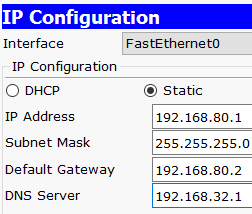 IP Configuration
Interface FastEthernet0
IP Configuration
DHCP Static
IP Address 192.168.80.1
Subnet Mask 255.255.255.0
Default Gateway 192.168.80.2
DNS Server 192.168.32.1